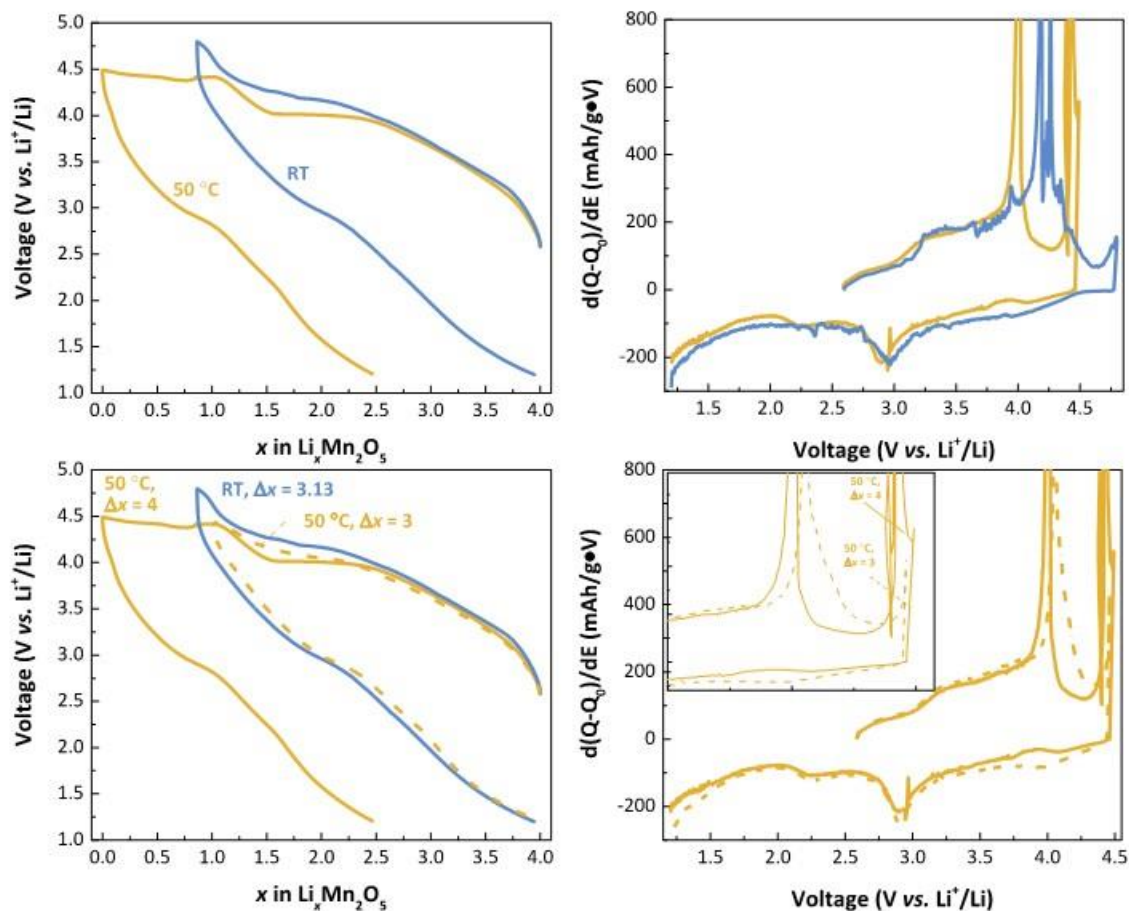 5.0
4.5
4.0
3.5
3.0
2.5
2.0
1.5
1.0
Voltage (V vs. Li⁺/Li)
50 °C
RT
0.0 0.5 1.0 1.5 2.0 2.5 3.0 3.5 4.0
x in LiₓMn₂O₅
800
600
400
200
0
-200
d(Q-Q₀)/dE (mAh/g•V)
1.5 2.0 2.5 3.0 3.5 4.0 4.5
Voltage (V vs. Li⁺/Li)
5.0
4.5
4.0
3.5
3.0
2.5
2.0
1.5
1.0
Voltage (V vs. Li⁺/Li)
50 °C,
Δx = 4
RT, Δx = 3.13
50 °C, Δx = 3
0.0 0.5 1.0 1.5 2.0 2.5 3.0 3.5 4.0
x in LiₓMn₂O₅
800
600
400
200
0
-200
d(Q-Q₀)/dE (mAh/g•V)
50 °C,
Δx = 4
50 °C,
Δx = 3
1.5 2.0 2.5 3.0 3.5 4.0 4.5
Voltage (V vs. Li⁺/Li)